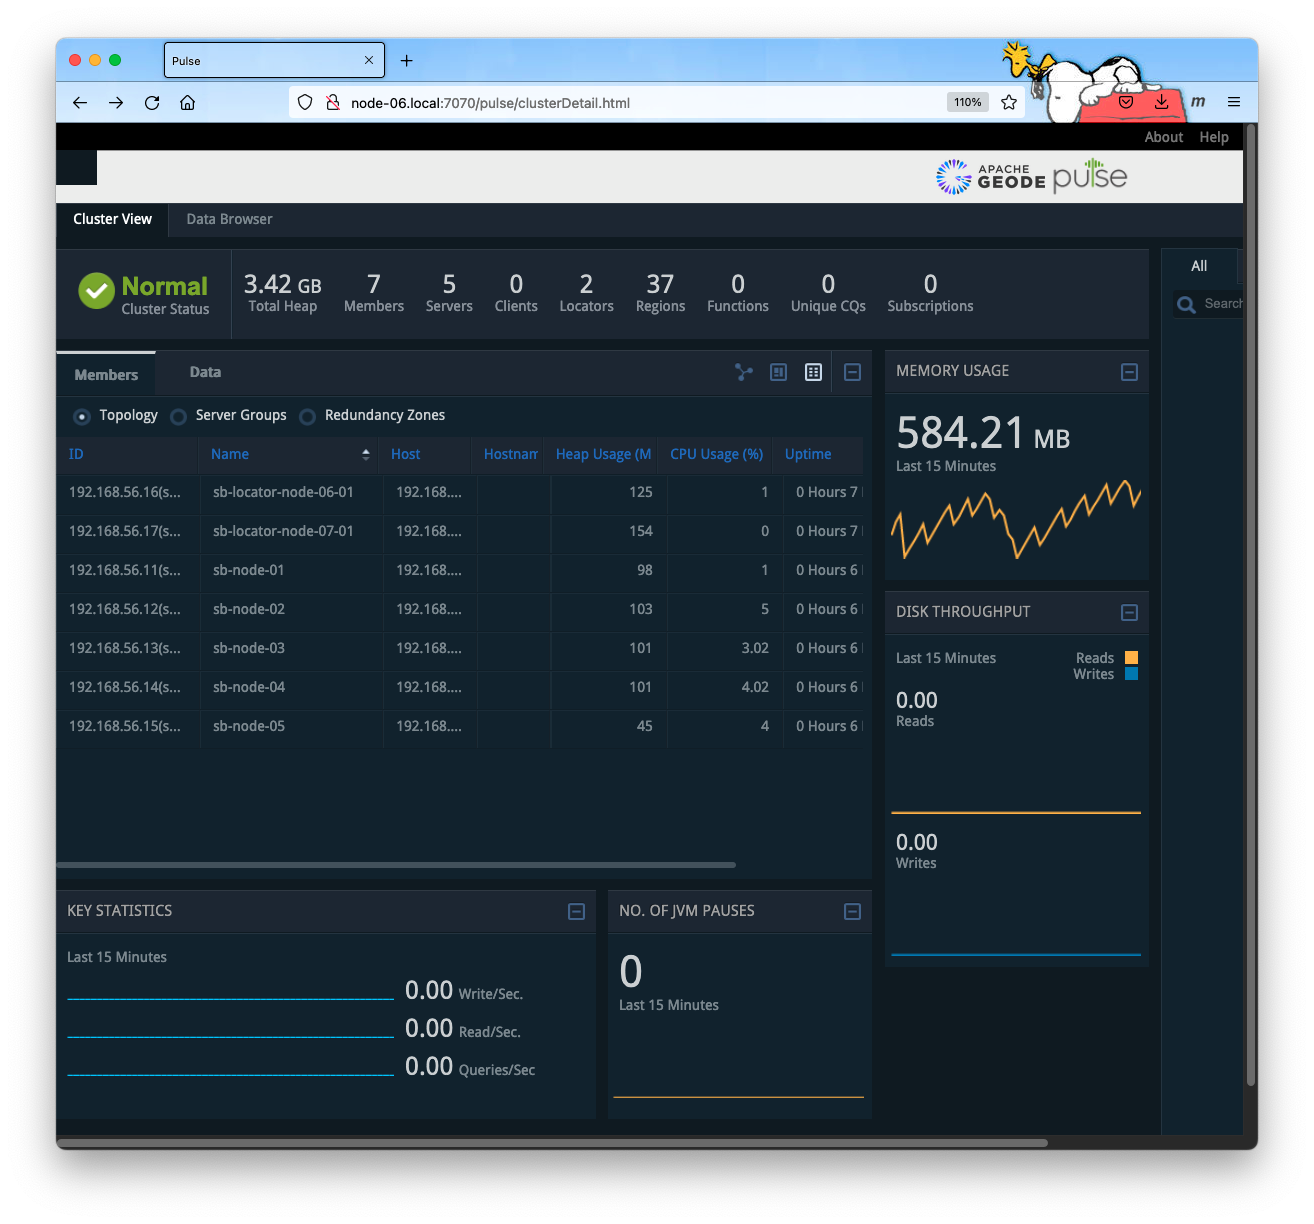 Pulse
node-06.local:7070/pulse/clusterDetail.html
110%
m
About Help
APACHE
GEODE pulse
Cluster View Data Browser
Normal
Cluster Status
3.42 GB
Total Heap
7
Members
5
Servers
0
Clients
2
Locators
37
Regions
0
Functions
0
Unique CQs
0
Subscriptions
All
Search
Members Data
Topology Server Groups Redundancy Zones
ID Name Host Hostnam Heap Usage (M CPU Usage (%) Uptime
192.168.56.16(s... sb-locator-node-06-01 192.168.... 125 1 0 Hours 7
192.168.56.17(s... sb-locator-node-07-01 192.168.... 154 0 0 Hours 7
192.168.56.11(s... sb-node-01 192.168.... 98 1 0 Hours 6
192.168.56.12(s... sb-node-02 192.168.... 103 5 0 Hours 6
192.168.56.13(s... sb-node-03 192.168.... 101 3.02 0 Hours 6
192.168.56.14(s... sb-node-04 192.168.... 101 4.02 0 Hours 6
192.168.56.15(s... sb-node-05 192.168.... 45 4 0 Hours 6
MEMORY USAGE
584.21 MB
Last 15 Minutes
DISK THROUGHPUT
Last 15 Minutes Reads
Writes
0.00
Reads
0.00
Writes
KEY STATISTICS
Last 15 Minutes
0.00 Write/Sec.
0.00 Read/Sec.
0.00 Queries/Sec
NO. OF JVM PAUSES
0
Last 15 Minutes